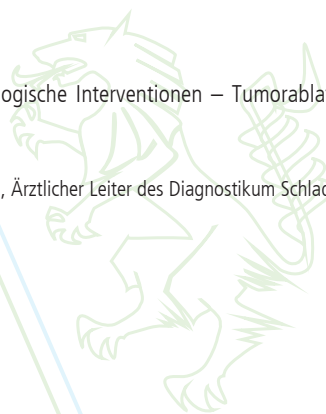 ogische Interventionen – Tumorabla
, Ärztlicher Leiter des Diagnostikum Schlad